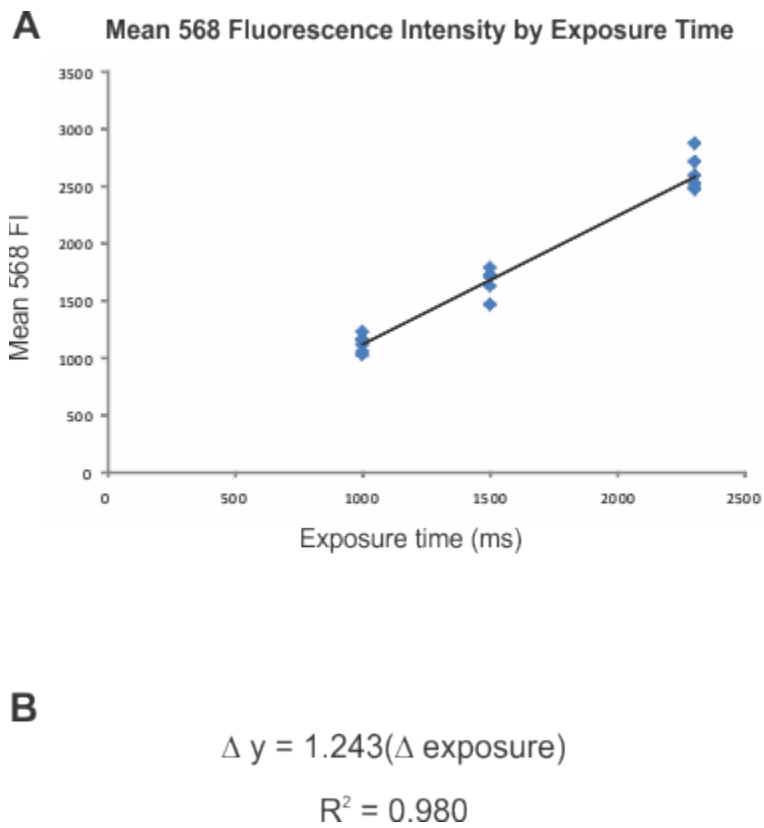 A
Mean 568 Fluorescence Intensity by Exposure Time
3500
3000
2500
2000
1500
1000
500
0
Mean 568 FI
0 500 1000 1500 2000 2500
Exposure time (ms)
B
Δ y = 1.243(Δ exposure)
R² = 0.980